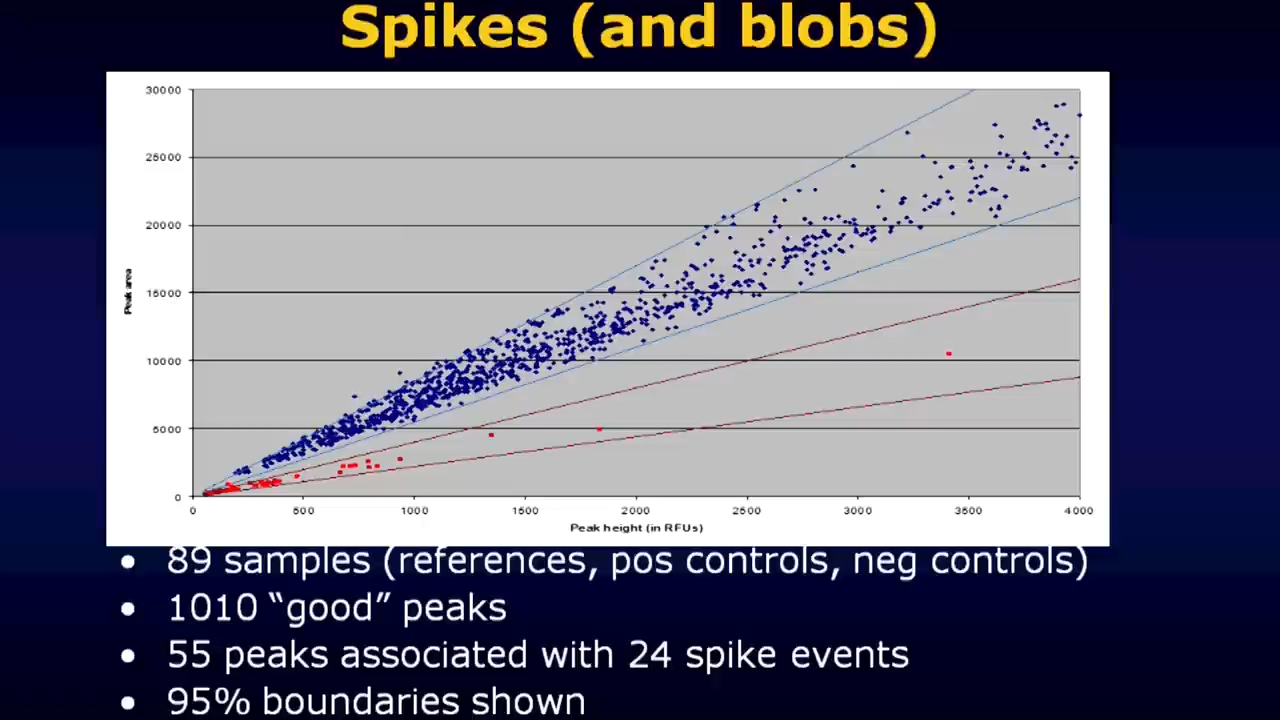 Spikes (and blobs)
30000
25000
20000
15000
10000
5000
0
Peak area
0 500 1000 1500 2000 2500 3000 3500 4000
Peak height (in RFUs)
• 89 samples (references, pos controls, neg controls)
• 1010 “good” peaks
• 55 peaks associated with 24 spike events
• 95% boundaries shown